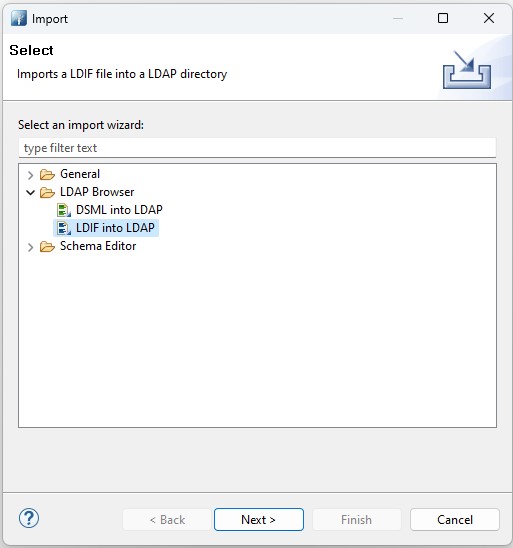 Import
Select
Imports a LDIF file into a LDAP directory
Select an import wizard:
type filter text
General
LDAP Browser
DSML into LDAP
LDIF into LDAP
Schema Editor
?
< Back
Next >
Finish
Cancel